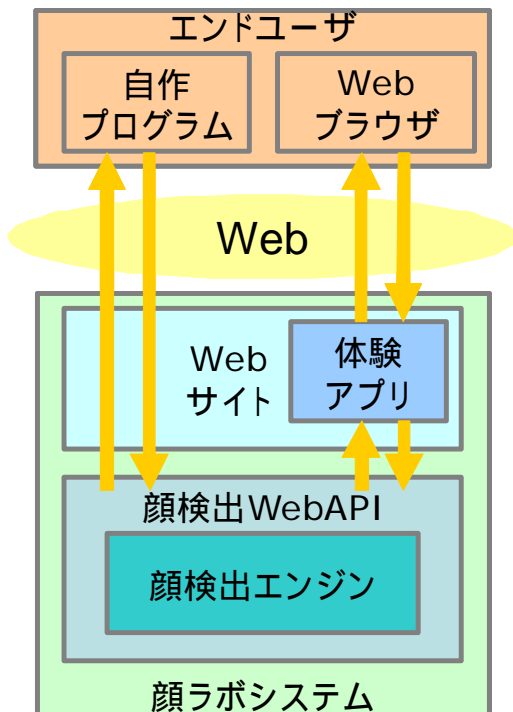 エンドユーザ
自作
プログラム
Web
ブラウザ
Web
Web
サイト
体験
アプリ
顔検出WebAPI
顔検出エンジン
顔ラボシステム